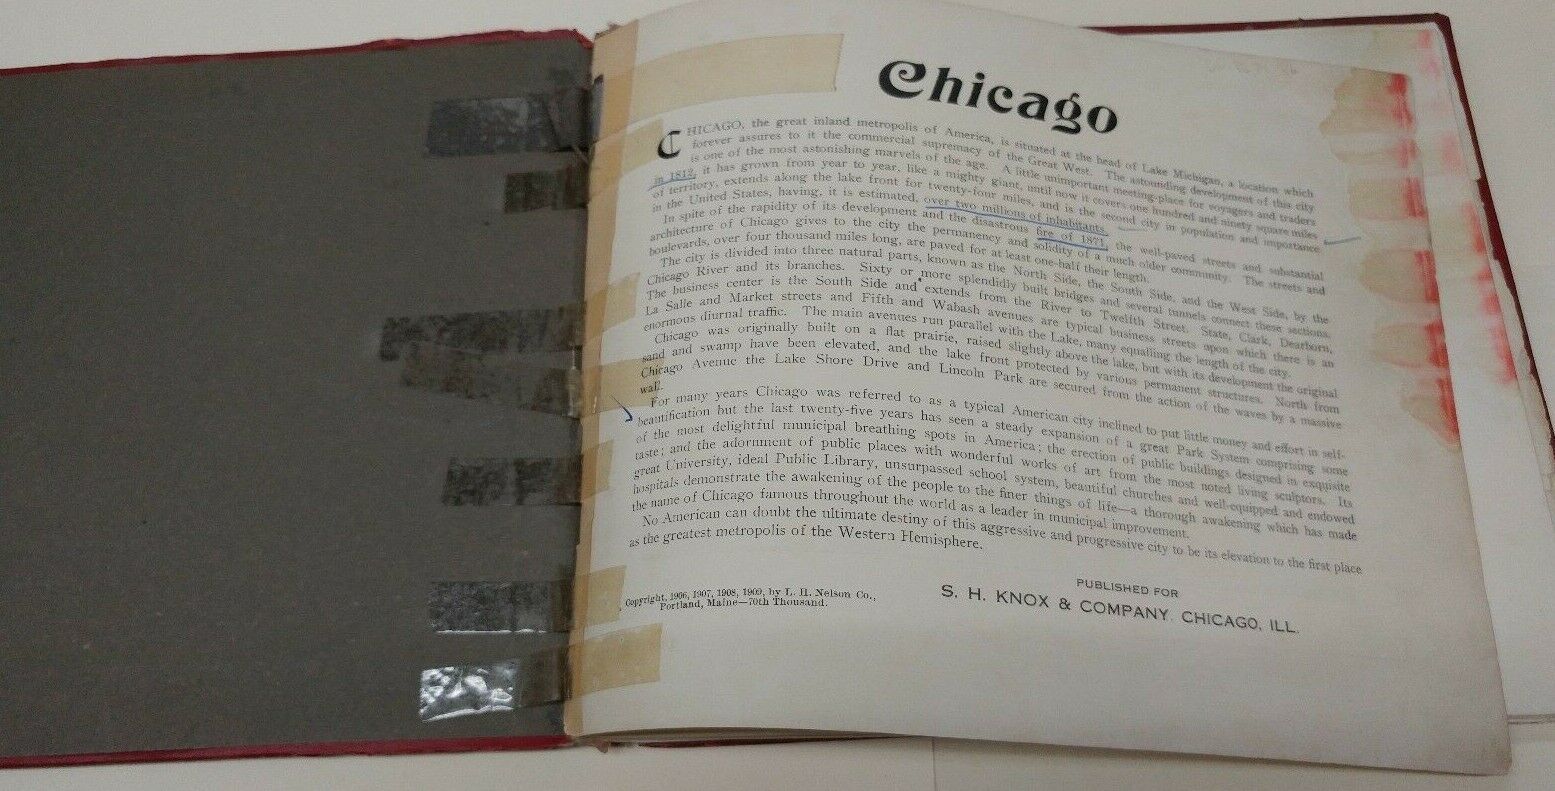 Chicago
CHICAGO, the great inland metropolis of America, is situated at the head of Lake Michigan, a location which
forever assures to it the commercial supremacy of the Great West. The astounding development of this city
is one of the most astonishing marvels of the age. A little unimportant meeting-place for voyagers and traders
in 1812, it has grown from year to year, like a mighty giant, until now it covers one hundred and ninety square miles
of territory, extends along the lake front for twenty-four miles, and is the second city in population and importance
in the United States, having, it is estimated, over two millions of inhabitants.
In spite of the rapidity of its development and the disastrous fire of 1871, the well-paved streets and substantial
architecture of Chicago gives to the city the permanency and solidity of a much older community. The streets and
boulevards, over four thousand miles long, are paved for at least one-half their length.
The city is divided into three natural parts, known as the North Side, the South Side, and the West Side, by the
Chicago River and its branches. Sixty or more splendidly built bridges and several tunnels connect these sections.
The business center is the South Side and extends from the River to Twelfth Street. State, Clark, Dearborn,
La Salle and Market streets and Fifth and Wabash avenues are typical business streets upon which there is an
enormous diurnal traffic. The main avenues run parallel with the Lake, many equalling the length of the city.
Chicago was originally built on a flat prairie, raised slightly above the lake, but with its development the original
sand and swamp have been elevated, and the lake front protected by various permanent structures. North from
Chicago Avenue the Lake Shore Drive and Lincoln Park are secured from the action of the waves by a massive
wall.
For many years Chicago was referred to as a typical American city inclined to put little money and effort in self-
beautification but the last twenty-five years has seen a steady expansion of a great Park System comprising some
of the most delightful municipal breathing spots in America; the erection of public buildings designed in exquisite
taste; and the adornment of public places with wonderful works of art from the most noted living sculptors. Its
great University, ideal Public Library, unsurpassed school system, beautiful churches and well-equipped and endowed
hospitals demonstrate the awakening of the people to the finer things of life—a thorough awakening which has made
the name of Chicago famous throughout the world as a leader in municipal improvement.
No American can doubt the ultimate destiny of this aggressive and progressive city to be its elevation to the first place
as the greatest metropolis of the Western Hemisphere.
Copyright, 1906, 1907, 1908, 1909, by L. H. Nelson Co.,
Portland, Maine—70th Thousand.
PUBLISHED FOR
S. H. KNOX & COMPANY, CHICAGO, ILL.